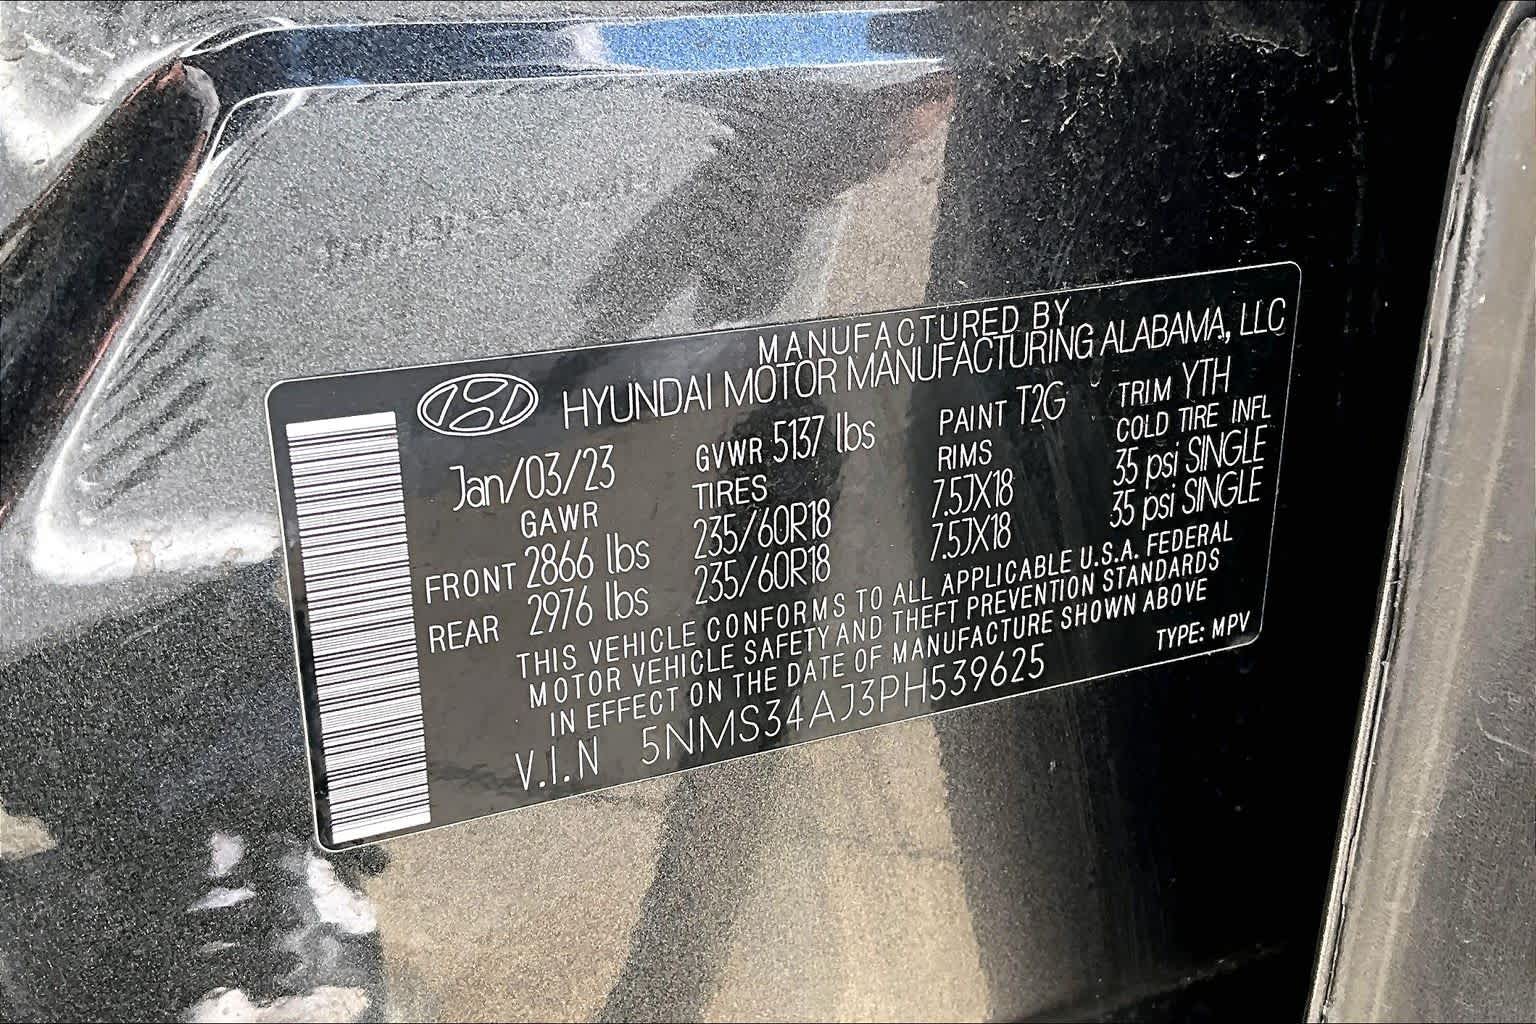 MANUFACTURED BY
HYUNDAI MOTOR MANUFACTURING ALABAMA, LLC
Jan/03/23 GVWR 5137 lbs PAINT T2G TRIM YTH
GAWR TIRES RIMS COLD TIRE INFL
FRONT 2866 lbs 235/60R18 7.5JX18 35 psi SINGLE
REAR 2976 lbs 235/60R18 7.5JX18 35 psi SINGLE
THIS VEHICLE CONFORMS TO ALL APPLICABLE U.S.A. FEDERAL
MOTOR VEHICLE SAFETY AND THEFT PREVENTION STANDARDS
IN EFFECT ON THE DATE OF MANUFACTURE SHOWN ABOVE
V.I.N 5NMS34AJ3PH539625 TYPE: MPV